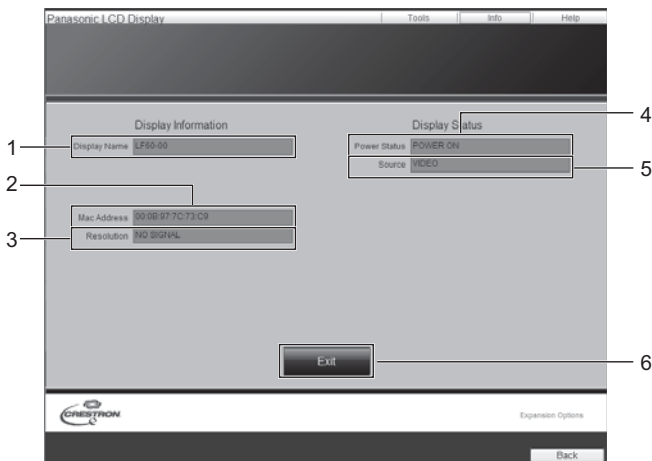 Panasonic LCD Display
Tools
Info
Help
Display Information
Display Status
4
1
Display Name
LF60-00
Power Status
POWER ON
Source
VIDEO
5
2
Mac Address
00:0B:97:7C:73:C9
3
Resolution
NO SIGNAL
Exit
6
CRESTRON
Expansion Options
Back